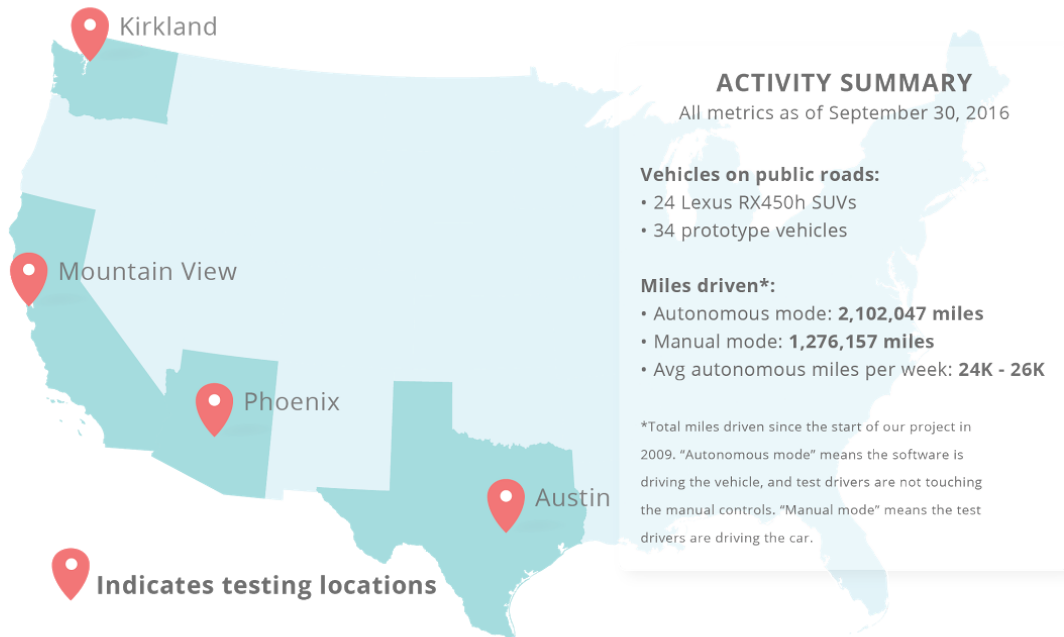 Kirkland
Mountain View
Phoenix
Austin
Indicates testing locations
ACTIVITY SUMMARY
All metrics as of September 30, 2016
Vehicles on public roads:
• 24 Lexus RX450h SUVs
• 34 prototype vehicles
Miles driven*:
• Autonomous mode: 2,102,047 miles
• Manual mode: 1,276,157 miles
• Avg autonomous miles per week: 24K - 26K
*Total miles driven since the start of our project in
2009. “Autonomous mode” means the software is
driving the vehicle, and test drivers are not touching
the manual controls. “Manual mode” means the test
drivers are driving the car.